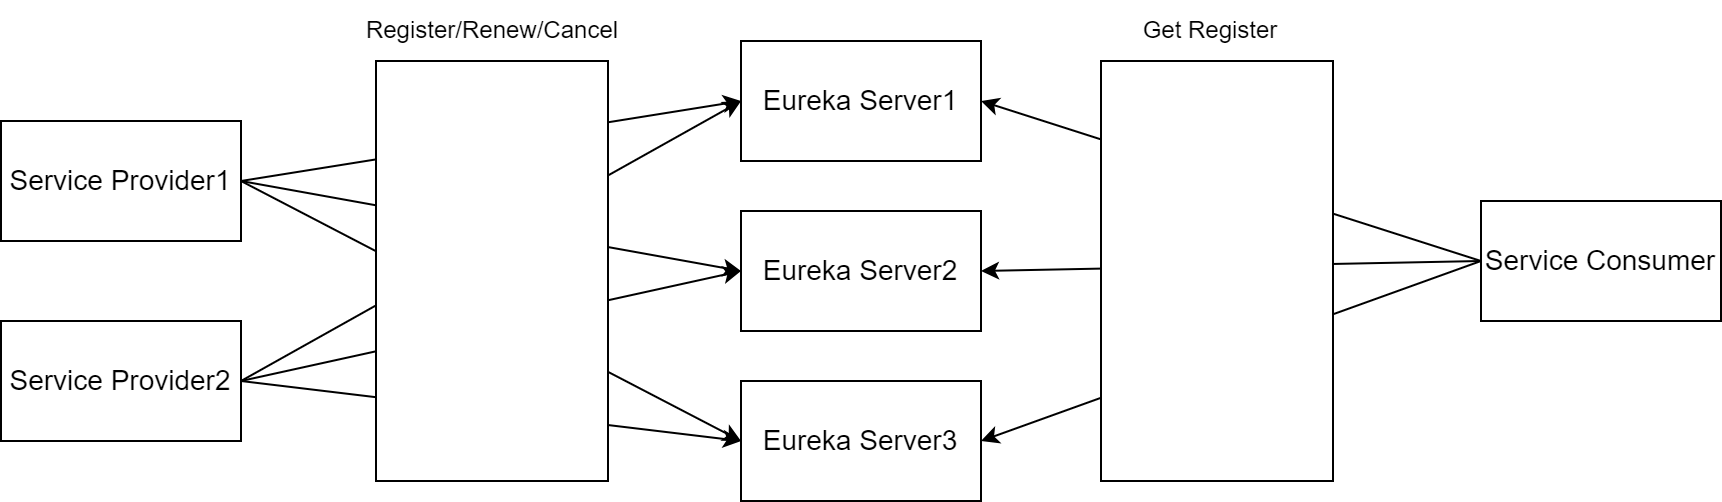 Register/Renew/Cancel
Get Register
Eureka Server1
Service Provider1
Eureka Server2
Service Consumer
Service Provider2
Eureka Server3